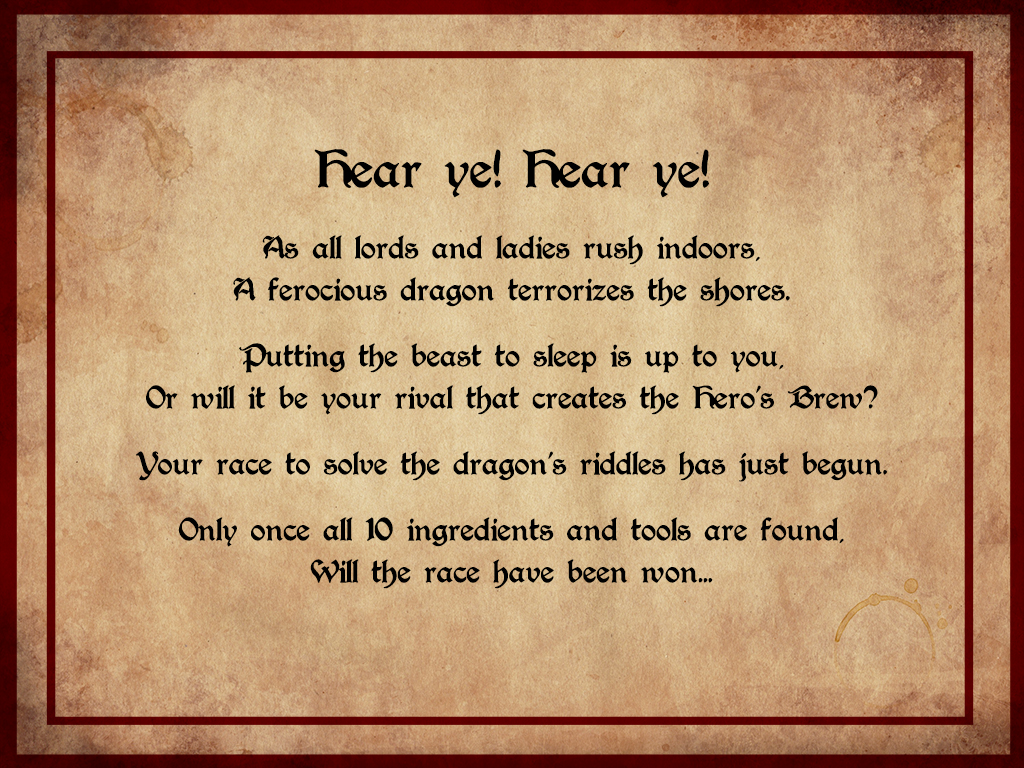 Hear ye! Hear ye!
As all lords and ladies rush indoors,
A ferocious dragon terrorizes the shores.
Putting the beast to sleep is up to you,
Or will it be your rival that creates the Hero's Brew?
Your race to solve the dragon's riddles has just begun.
Only once all 10 ingredients and tools are found,
Will the race have been won...